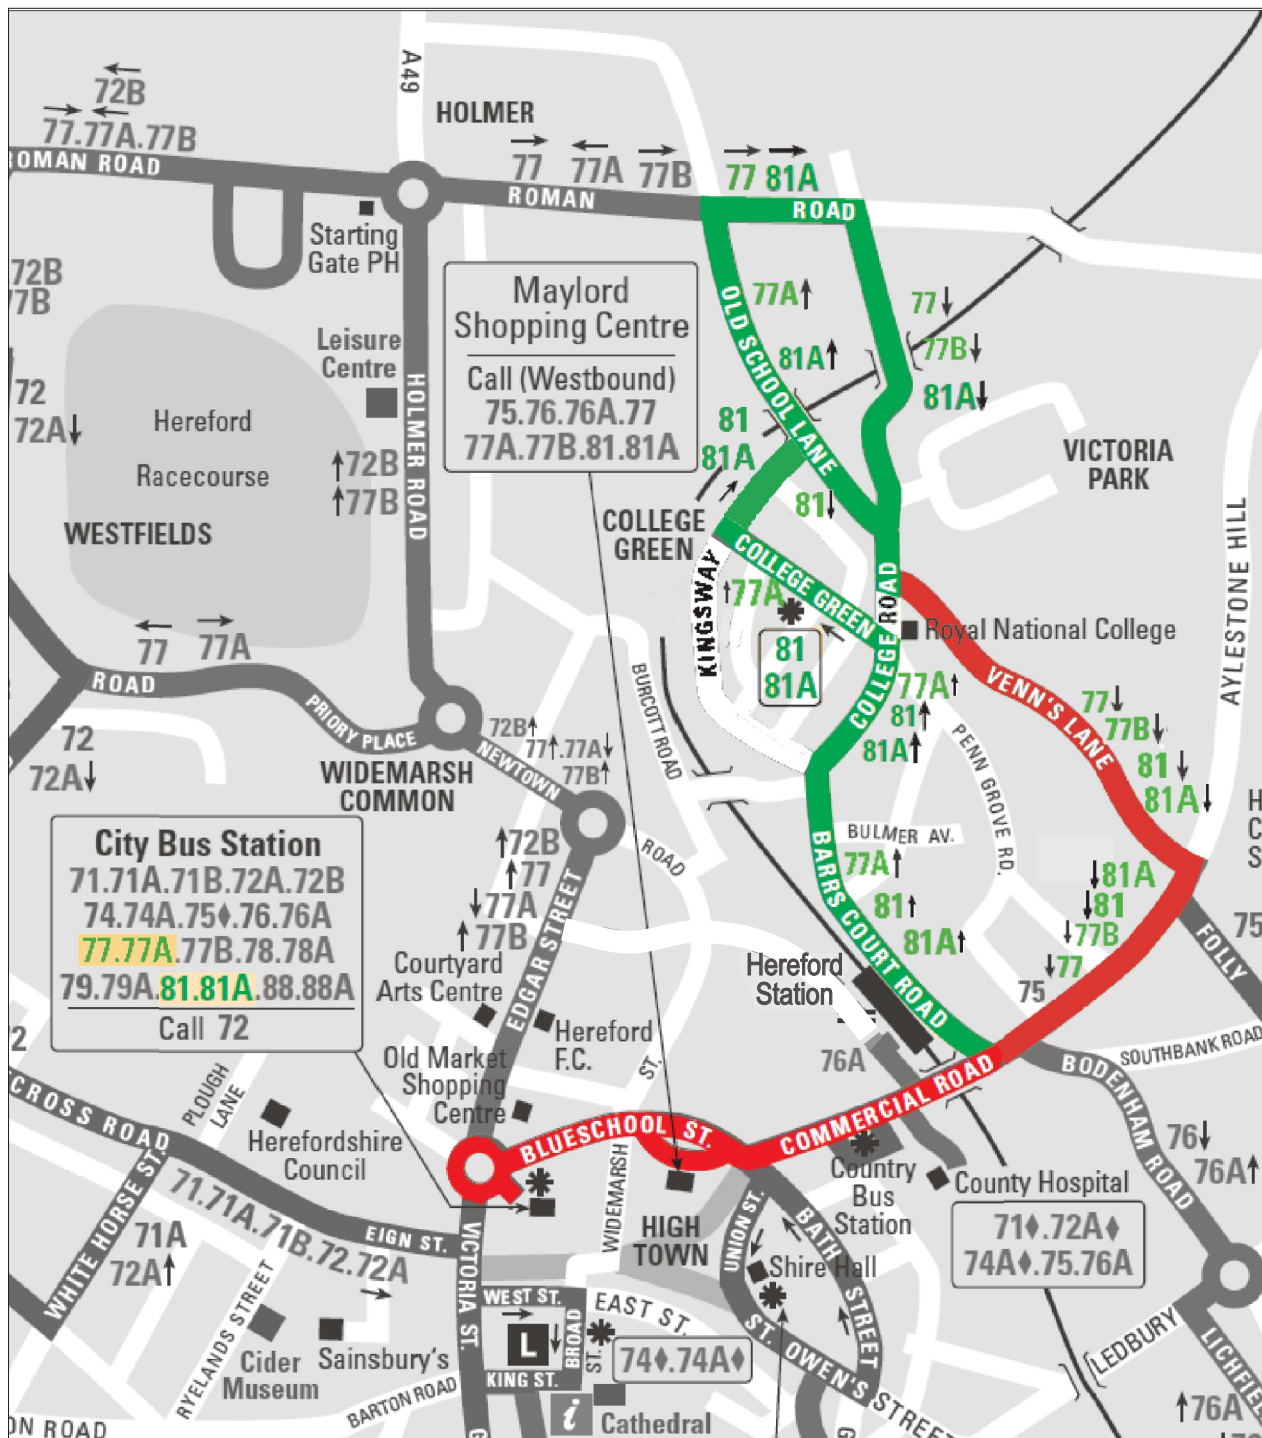 A49
72B
77.77A.77B
ROMAN ROAD
HOLMER
77
77A
77B
77
81A
ROMAN
ROAD
Starting
Gate PH
72B
77B
Maylord
Shopping Centre
Call (Westbound)
75.76.76A.77
77A.77B.81.81A
77A
77
OLD SCHOOL LANE
81A
77B
81A
Leisure
Centre
72
72A
HOLMER ROAD
Hereford
Racecourse
72B
77B
WESTFIELDS
81
81A
VICTORIA
PARK
81
COLLEGE
GREEN
COLLEGE GREEN
KINGSWAY
77A
81
81A
COLLEGE ROAD
Royal National College
AYLESTONE HILL
77
77A
ROAD
PRIORY PLACE
BURCOTT ROAD
77A
81
81A
VENN'S LANE
77
77B
81
81A
72
72A
72B
77
.77A
77B
NEWTOWN
ROAD
WIDEMARSH
COMMON
PENN GROVE RD.
BULMER AV.
H
C
S
City Bus Station
71.71A.71B.72A.72B
74.74A.75♦.76.76A
77.77A.77B.78.78A
79.79A.81.81A.88.88A
Call 72
72B
77
77A
77B
EDGAR STREET
BARRS COURT ROAD
77A
81
81A
81A
81
77B
77
75
75
FOLLY
Courtyard
Arts Centre
Hereford
F.C.
Hereford
Station
76A
2
Old Market
Shopping
Centre
ST.
SOUTHBANK ROAD
BODENHAM ROAD
CROSS ROAD
PLOUGH
LANE
Herefordshire
Council
BLUESCHOOL ST.
COMMERCIAL ROAD
76
76A
WIDEMARSH
Country
Bus
Station
County Hospital
71♦.72A♦
74A♦.75.76A
WHITE HORSE ST.
71A
72A
71.71A.71B.72.72A
EIGN ST.
VICTORIA ST.
HIGH
TOWN
UNION ST.
BATH STREET
Shire Hall
RYELANDS STREET
WEST ST.
EAST ST.
L
BROAD
ST.
KING ST.
74♦.74A♦
ST. OWEN'S STREET
LEDBURY
LICHFIEL
Cider
Museum
Sainsbury's
BARTON ROAD
i
Cathedral
76A
ON ROAD
G
G